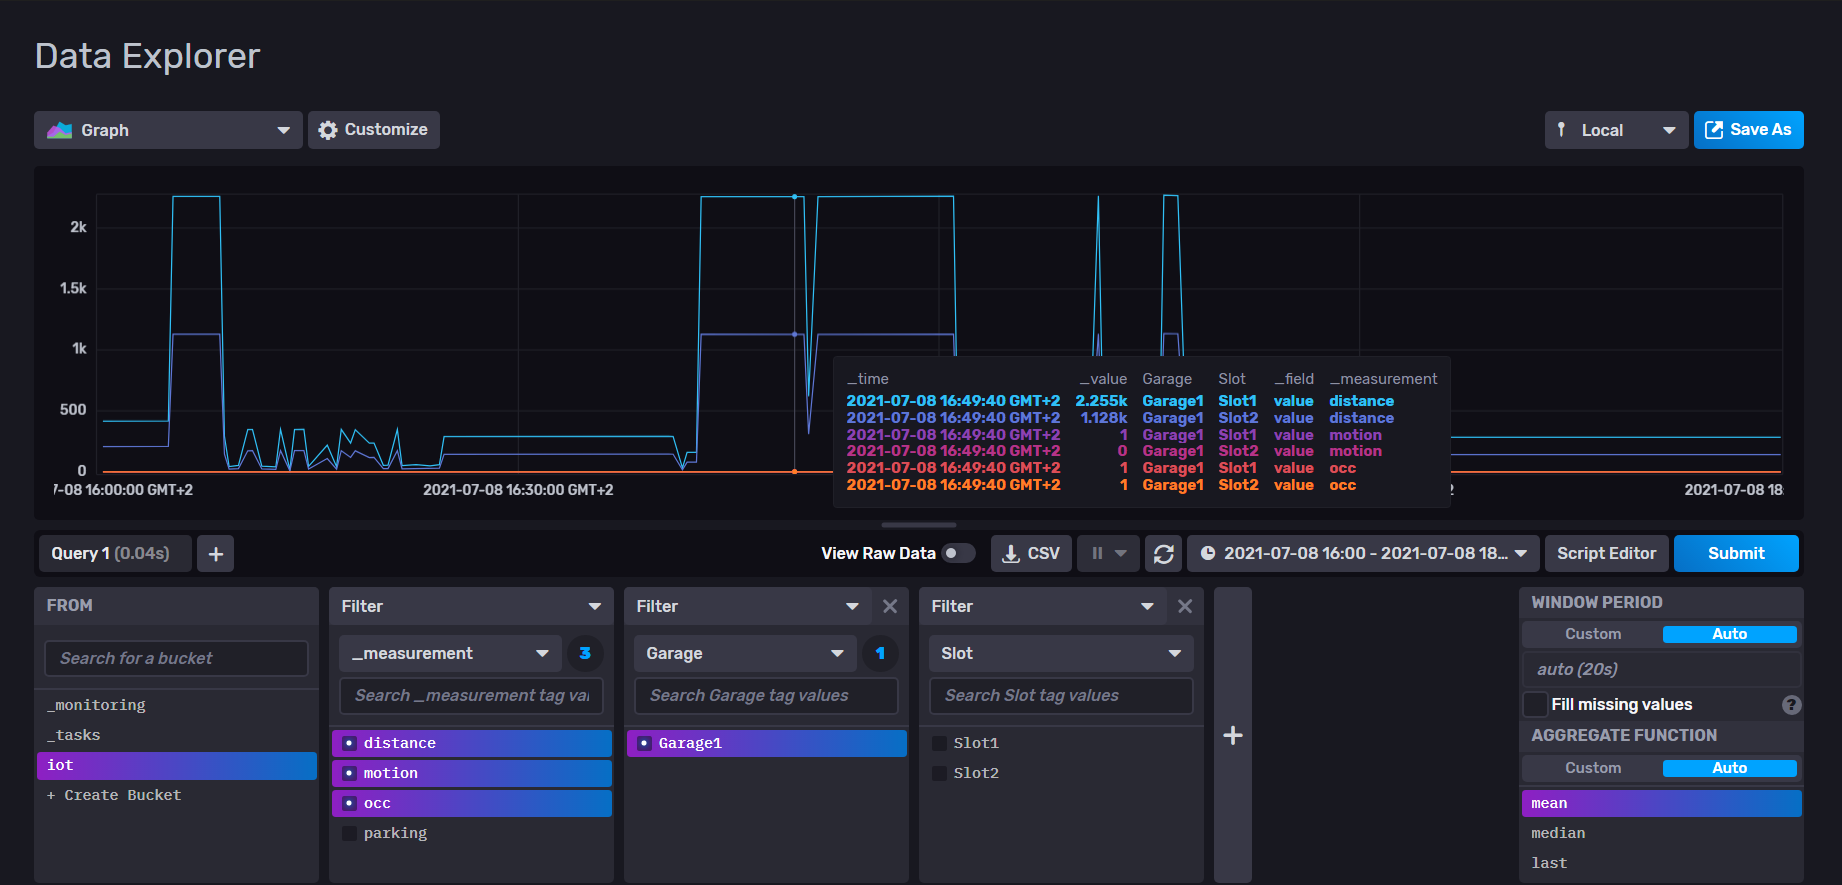 Data Explorer
Graph Customize Local Save As
2k
1.5k
1k
500
0
7-08 16:00:00 GMT+2 2021-07-08 16:30:00 GMT+2 2 2021-07-08 18:
_time _value Garage Slot _field _measurement
2021-07-08 16:49:40 GMT+2 2.255k Garage1 Slot1 value distance
2021-07-08 16:49:40 GMT+2 1.128k Garage1 Slot2 value distance
2021-07-08 16:49:40 GMT+2 1 Garage1 Slot1 value motion
2021-07-08 16:49:40 GMT+2 0 Garage1 Slot2 value motion
2021-07-08 16:49:40 GMT+2 1 Garage1 Slot1 value occ
2021-07-08 16:49:40 GMT+2 1 Garage1 Slot2 value occ
Query 1 (0.04s) + View Raw Data CSV 2021-07-08 16:00 - 2021-07-08 18... Script Editor Submit
FROM
Search for a bucket
_monitoring
_tasks
iot
+ Create Bucket
Filter
_measurement 3
Search _measurement tag val
distance
motion
occ
parking
Filter
Garage 1
Search Garage tag values
Garage1
Filter
Slot
Search Slot tag values
Slot1
Slot2
+
WINDOW PERIOD
Custom Auto
auto (20s)
Fill missing values ?
AGGREGATE FUNCTION
Custom Auto
mean
median
last